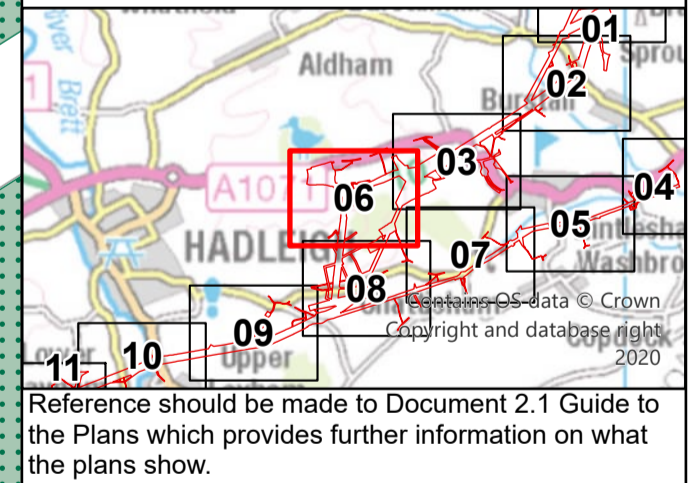 01
Aldham
02
River Brett
03
04
A1071
06
05
HADLEIGH
07
Washbro
08
Contains OS data © Crown
Copyright and database right
2020
09
Upper
10
11
Reference should be made to Document 2.1 Guide to
the Plans which provides further information on what
the plans show.